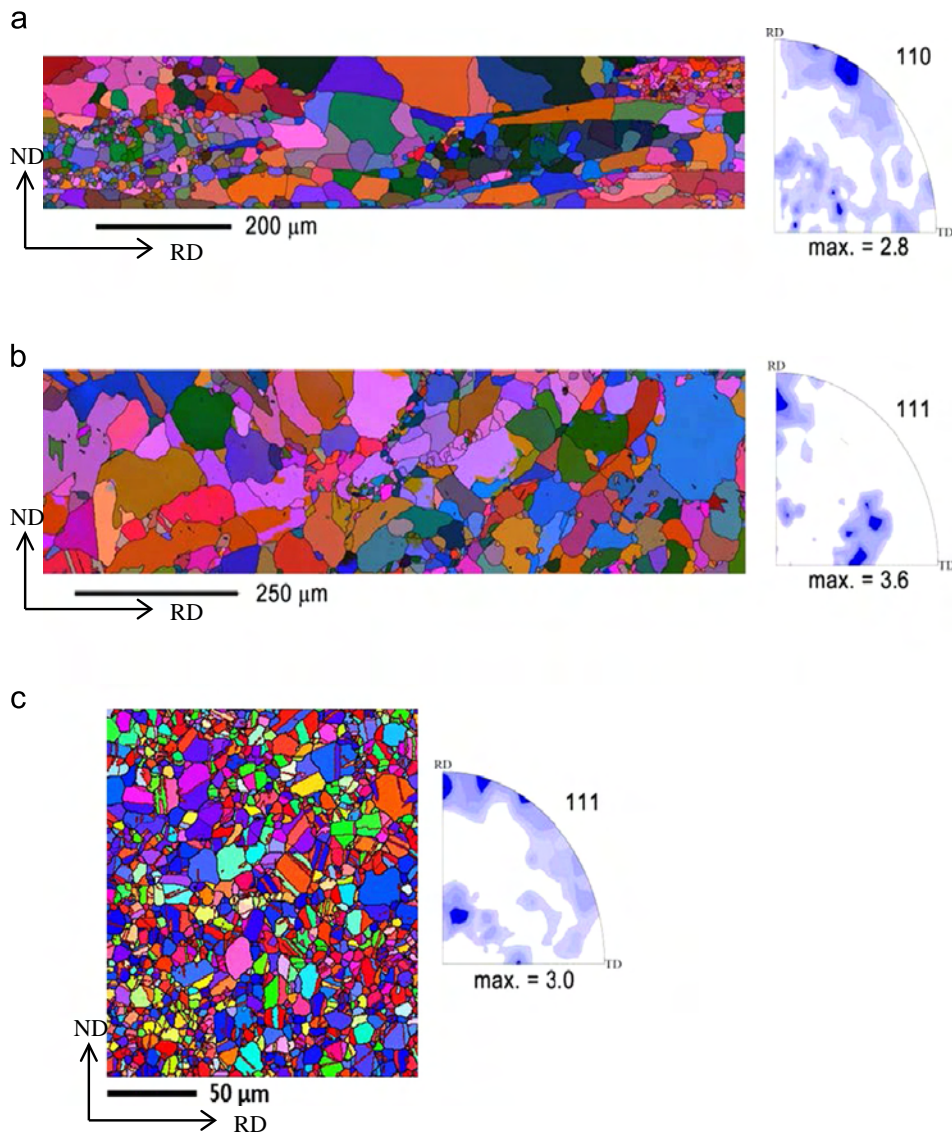 a
RD
110
ND
TD
200 μm
RD
max. = 2.8
b
RD
111
ND
TD
250 μm
RD
max. = 3.6
c
RD
111
TD
max. = 3.0
ND
50 μm
RD